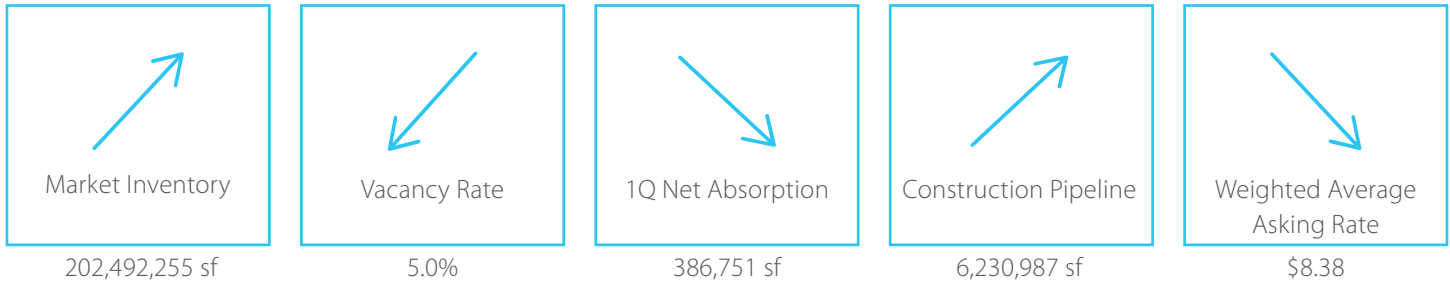 Market Inventory
202,492,255 sf
Vacancy Rate
5.0%
1Q Net Absorption
386,751 sf
Construction Pipeline
6,230,987 sf
Weighted Average
Asking Rate
$8.38